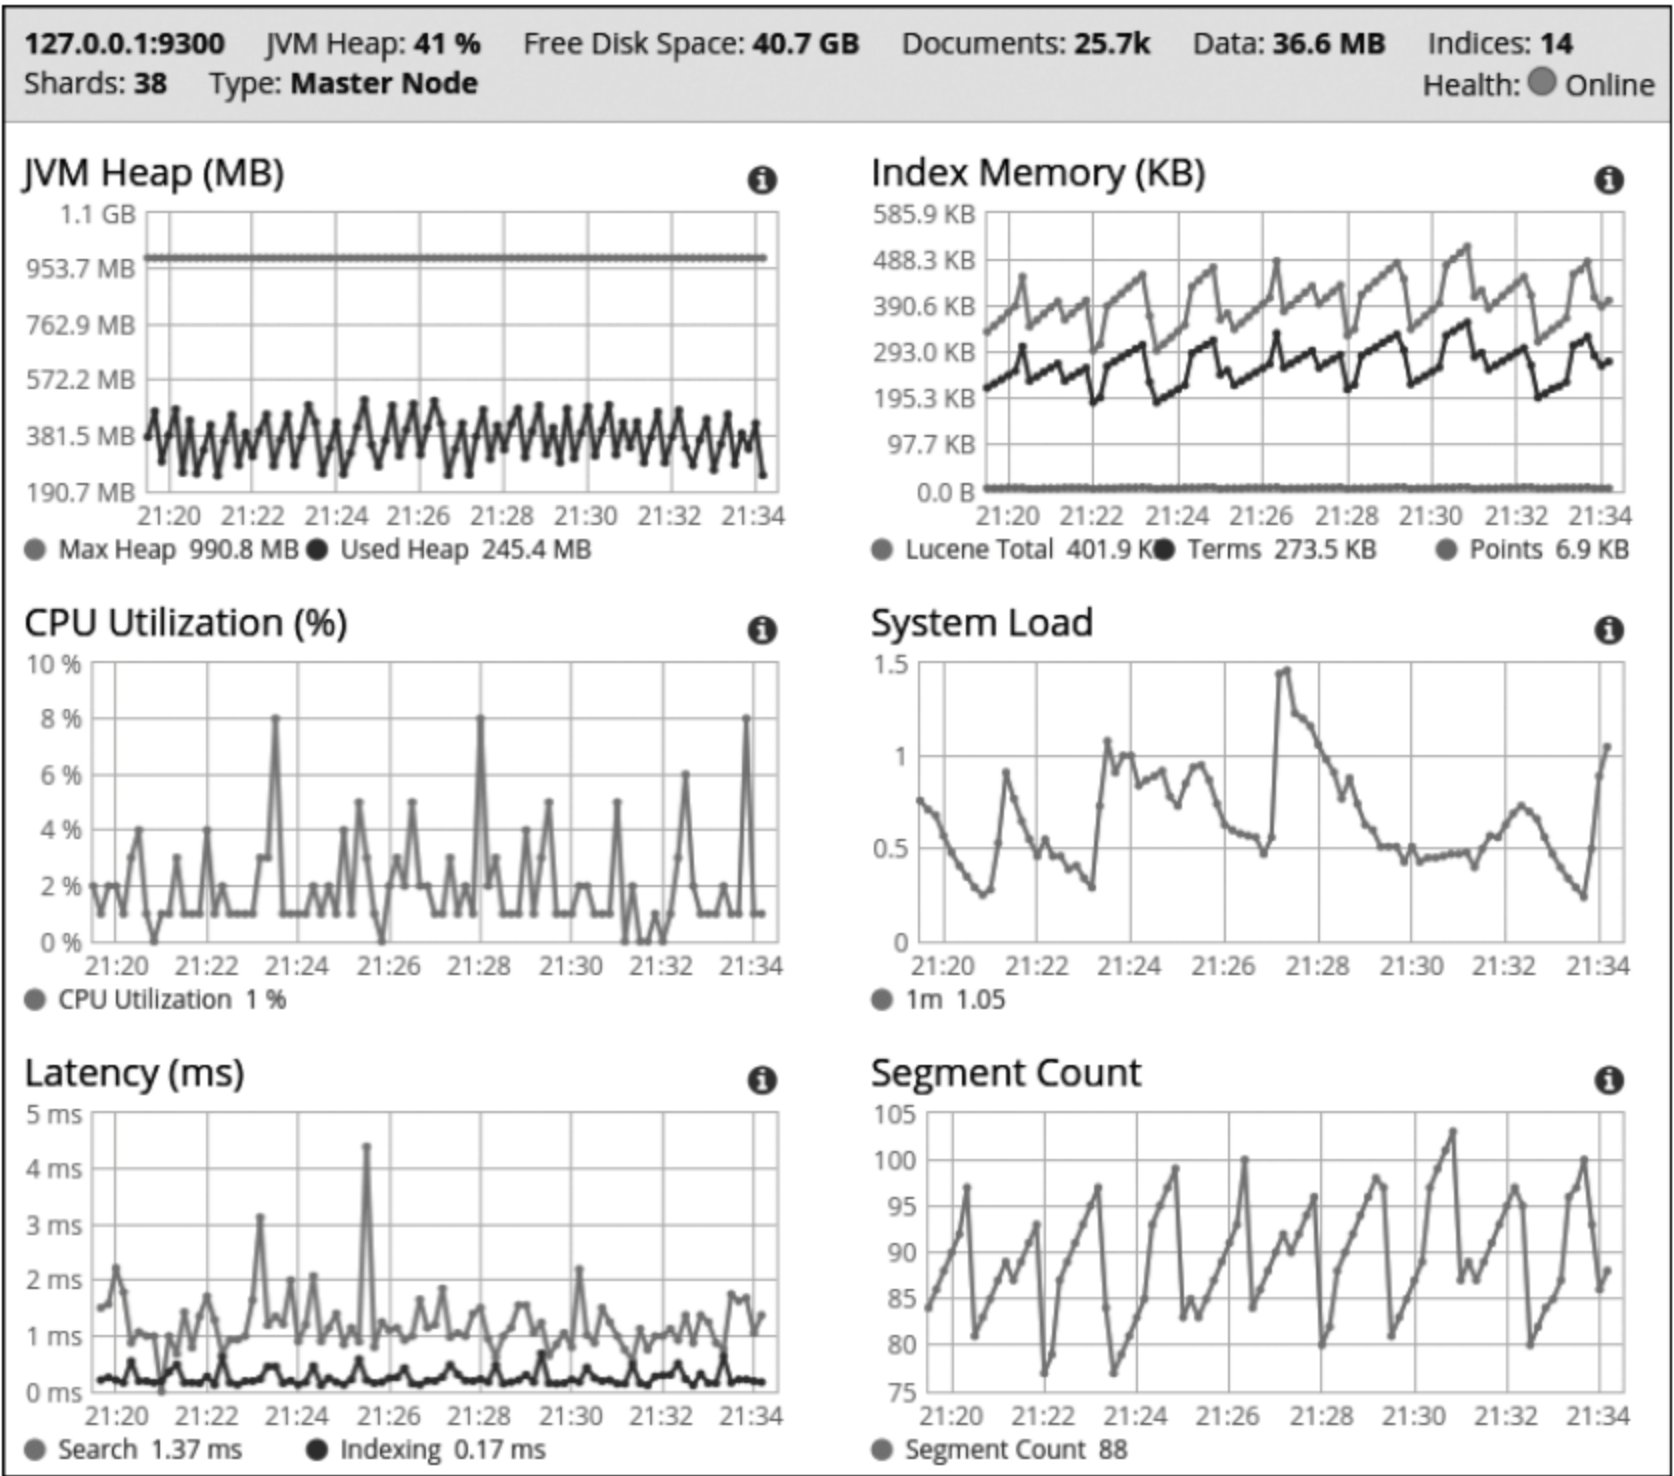 127.0.0.1:9300 JVM Heap: 41 % Free Disk Space: 40.7 GB Documents: 25.7k Data: 36.6 MB Indices: 14
Shards: 38 Type: Master Node Health: Online
JVM Heap (MB)
1.1 GB
953.7 MB
762.9 MB
572.2 MB
381.5 MB
190.7 MB
21:20 21:22 21:24 21:26 21:28 21:30 21:32 21:34
Max Heap 990.8 MB Used Heap 245.4 MB
Index Memory (KB)
585.9 KB
488.3 KB
390.6 KB
293.0 KB
195.3 KB
97.7 KB
0.0 B
21:20 21:22 21:24 21:26 21:28 21:30 21:32 21:34
Lucene Total 401.9 K Terms 273.5 KB Points 6.9 KB
CPU Utilization (%)
10 %
8 %
6 %
4 %
2 %
0 %
21:20 21:22 21:24 21:26 21:28 21:30 21:32 21:34
CPU Utilization 1 %
System Load
1.5
1
0.5
0
21:20 21:22 21:24 21:26 21:28 21:30 21:32 21:34
1m 1.05
Latency (ms)
5 ms
4 ms
3 ms
2 ms
1 ms
0 ms
21:20 21:22 21:24 21:26 21:28 21:30 21:32 21:34
Search 1.37 ms Indexing 0.17 ms
Segment Count
105
100
95
90
85
80
75
21:20 21:22 21:24 21:26 21:28 21:30 21:32 21:34
Segment Count 88